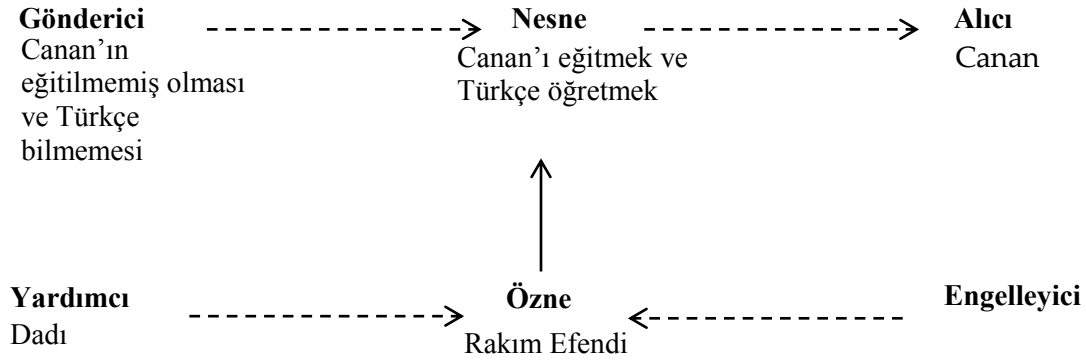 Gönderici
Canan’ın
eğitilmemiş olması
ve Türkçe
bilmemesi
Nesne
Canan’ı eğitmek ve
Türkçe öğretmek
Alıcı
Canan
Yardımcı
Dadı
Özne
Rakım Efendi
Engelleyici